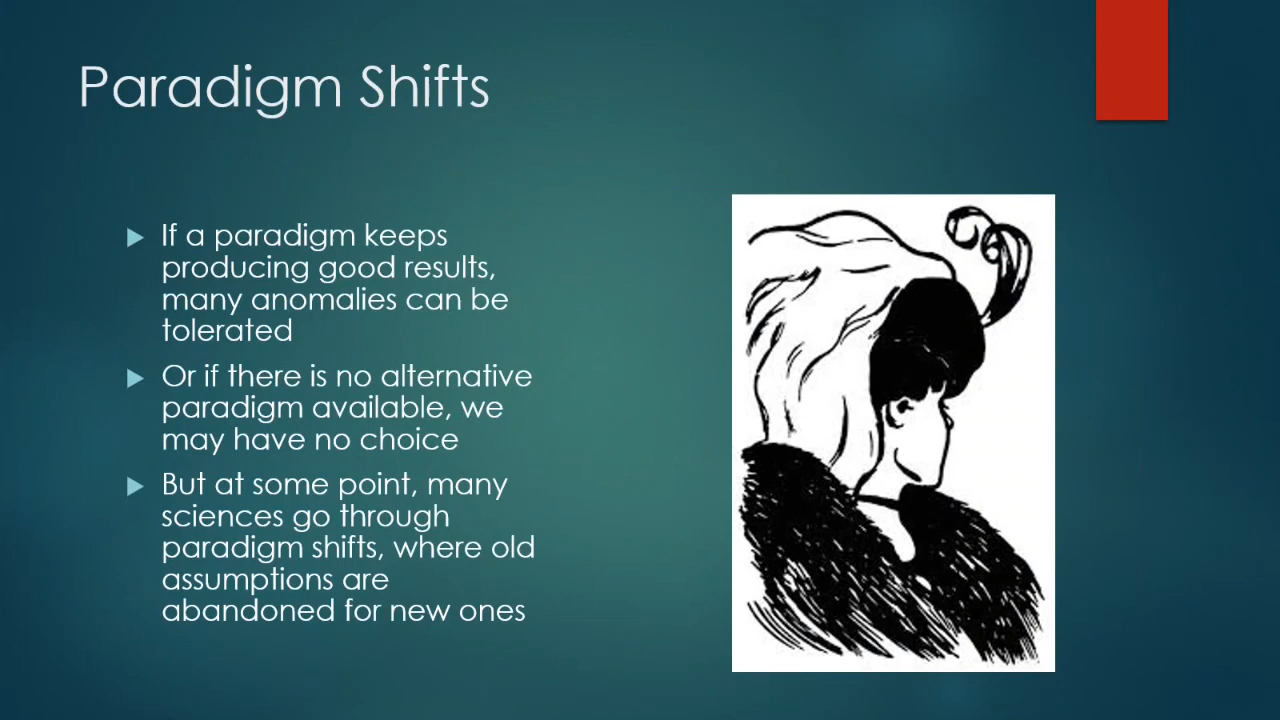 Paradigm Shifts
If a paradigm keeps
producing good results,
many anomalies can be
tolerated
Or if there is no alternative
paradigm available, we
may have no choice
But at some point, many
sciences go through
paradigm shifts, where old
assumptions are
abandoned for new ones